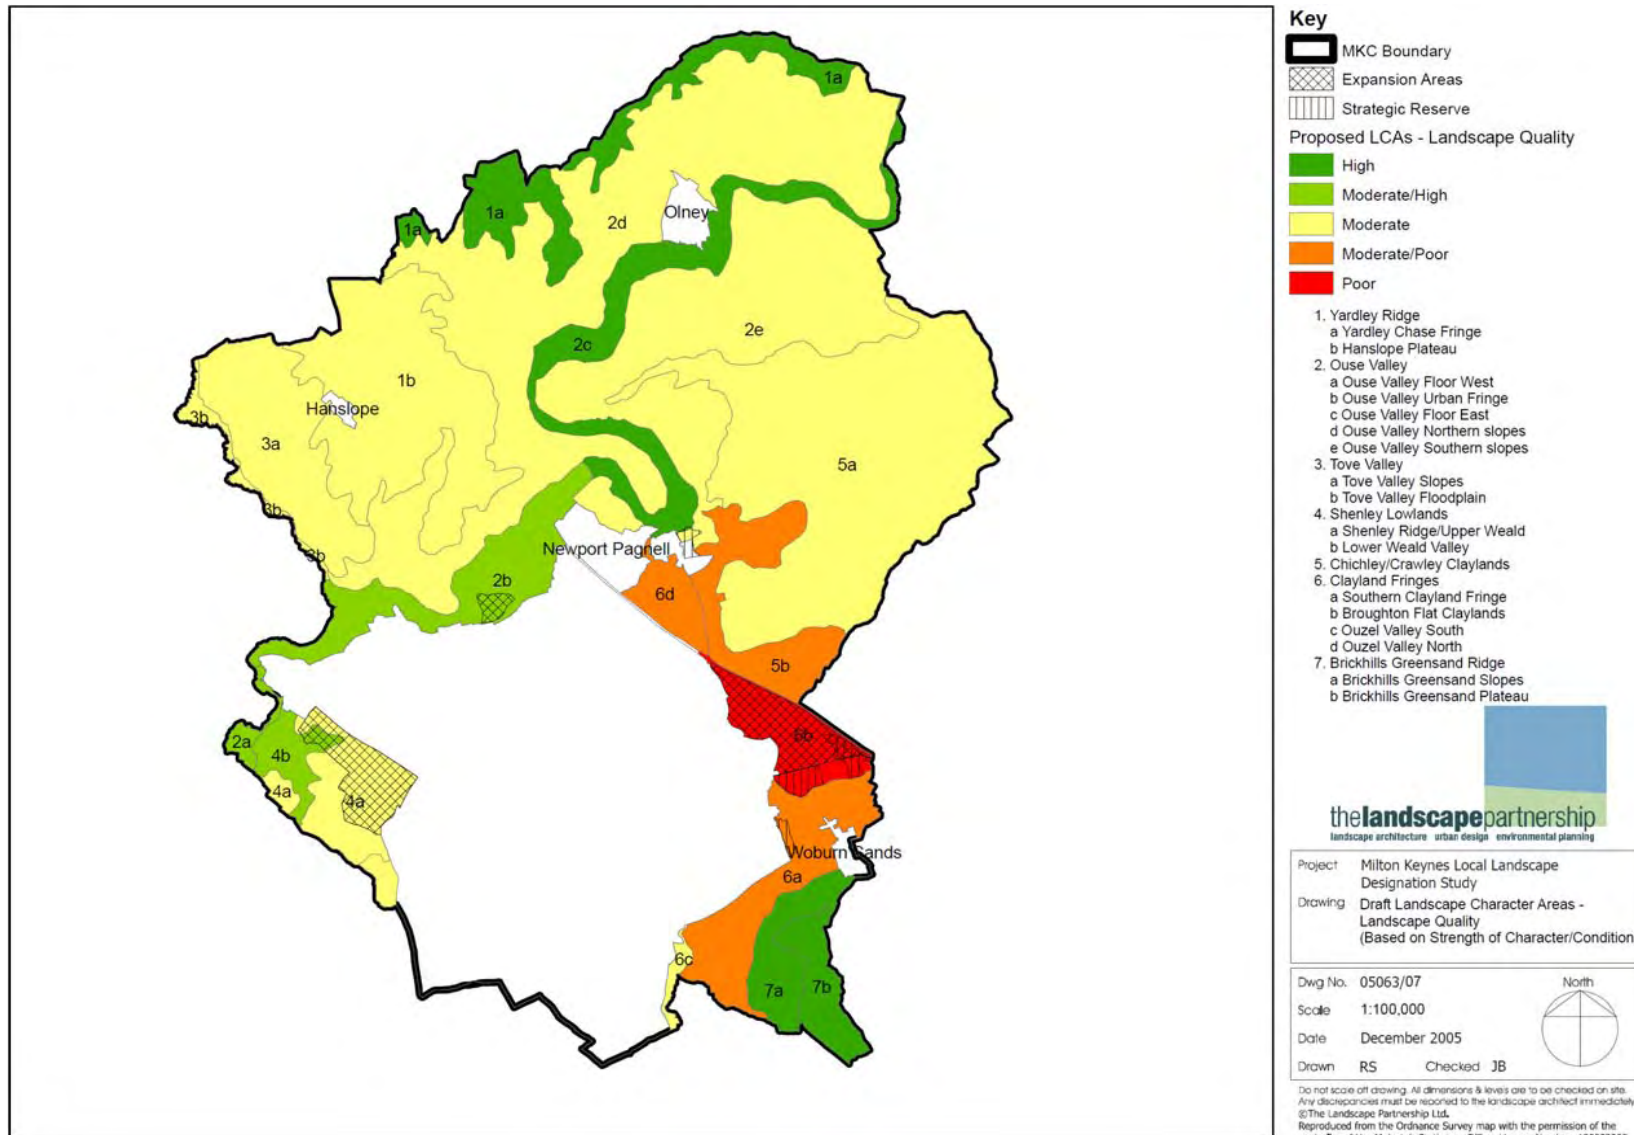 1a
1a
1a
2d
Olney
2c
2e
1b
Hanslope
3b
3a
5a
3b
3b
Newport Pagnell
2b
6d
5b
6b
2a
4b
4a
4a
Woburn Sands
6a
6c
7a
7b
Key
MKC Boundary
Expansion Areas
Strategic Reserve
Proposed LCAs - Landscape Quality
High
Moderate/High
Moderate
Moderate/Poor
Poor
1. Yardley Ridge
a Yardley Chase Fringe
b Hanslope Plateau
2. Ouse Valley
a Ouse Valley Floor West
b Ouse Valley Urban Fringe
c Ouse Valley Floor East
d Ouse Valley Northern slopes
e Ouse Valley Southern slopes
3. Tove Valley
a Tove Valley Slopes
b Tove Valley Floodplain
4. Shenley Lowlands
a Shenley Ridge/Upper Weald
b Lower Weald Valley
5. Chichley/Crawley Claylands
6. Clayland Fringes
a Southern Clayland Fringe
b Broughton Flat Claylands
c Ouzel Valley South
d Ouzel Valley North
7. Brickhills Greensand Ridge
a Brickhills Greensand Slopes
b Brickhills Greensand Plateau
thelandscapepartnership
landscape architecture urban design environmental planning
Project Milton Keynes Local Landscape
Designation Study
Drawing Draft Landscape Character Areas -
Landscape Quality
(Based on Strength of Character/Condition
Dwg No. 05063/07
North
Scale 1:100,000
Date December 2005
Drawn RS Checked JB
Do not scale off drawing. All dimensions & levels are to be checked on site.
Any discrepancies must be reported to the landscape architect immediately
©The Landscape Partnership Ltd.
Reproduced from the Ordnance Survey map with the permission of the